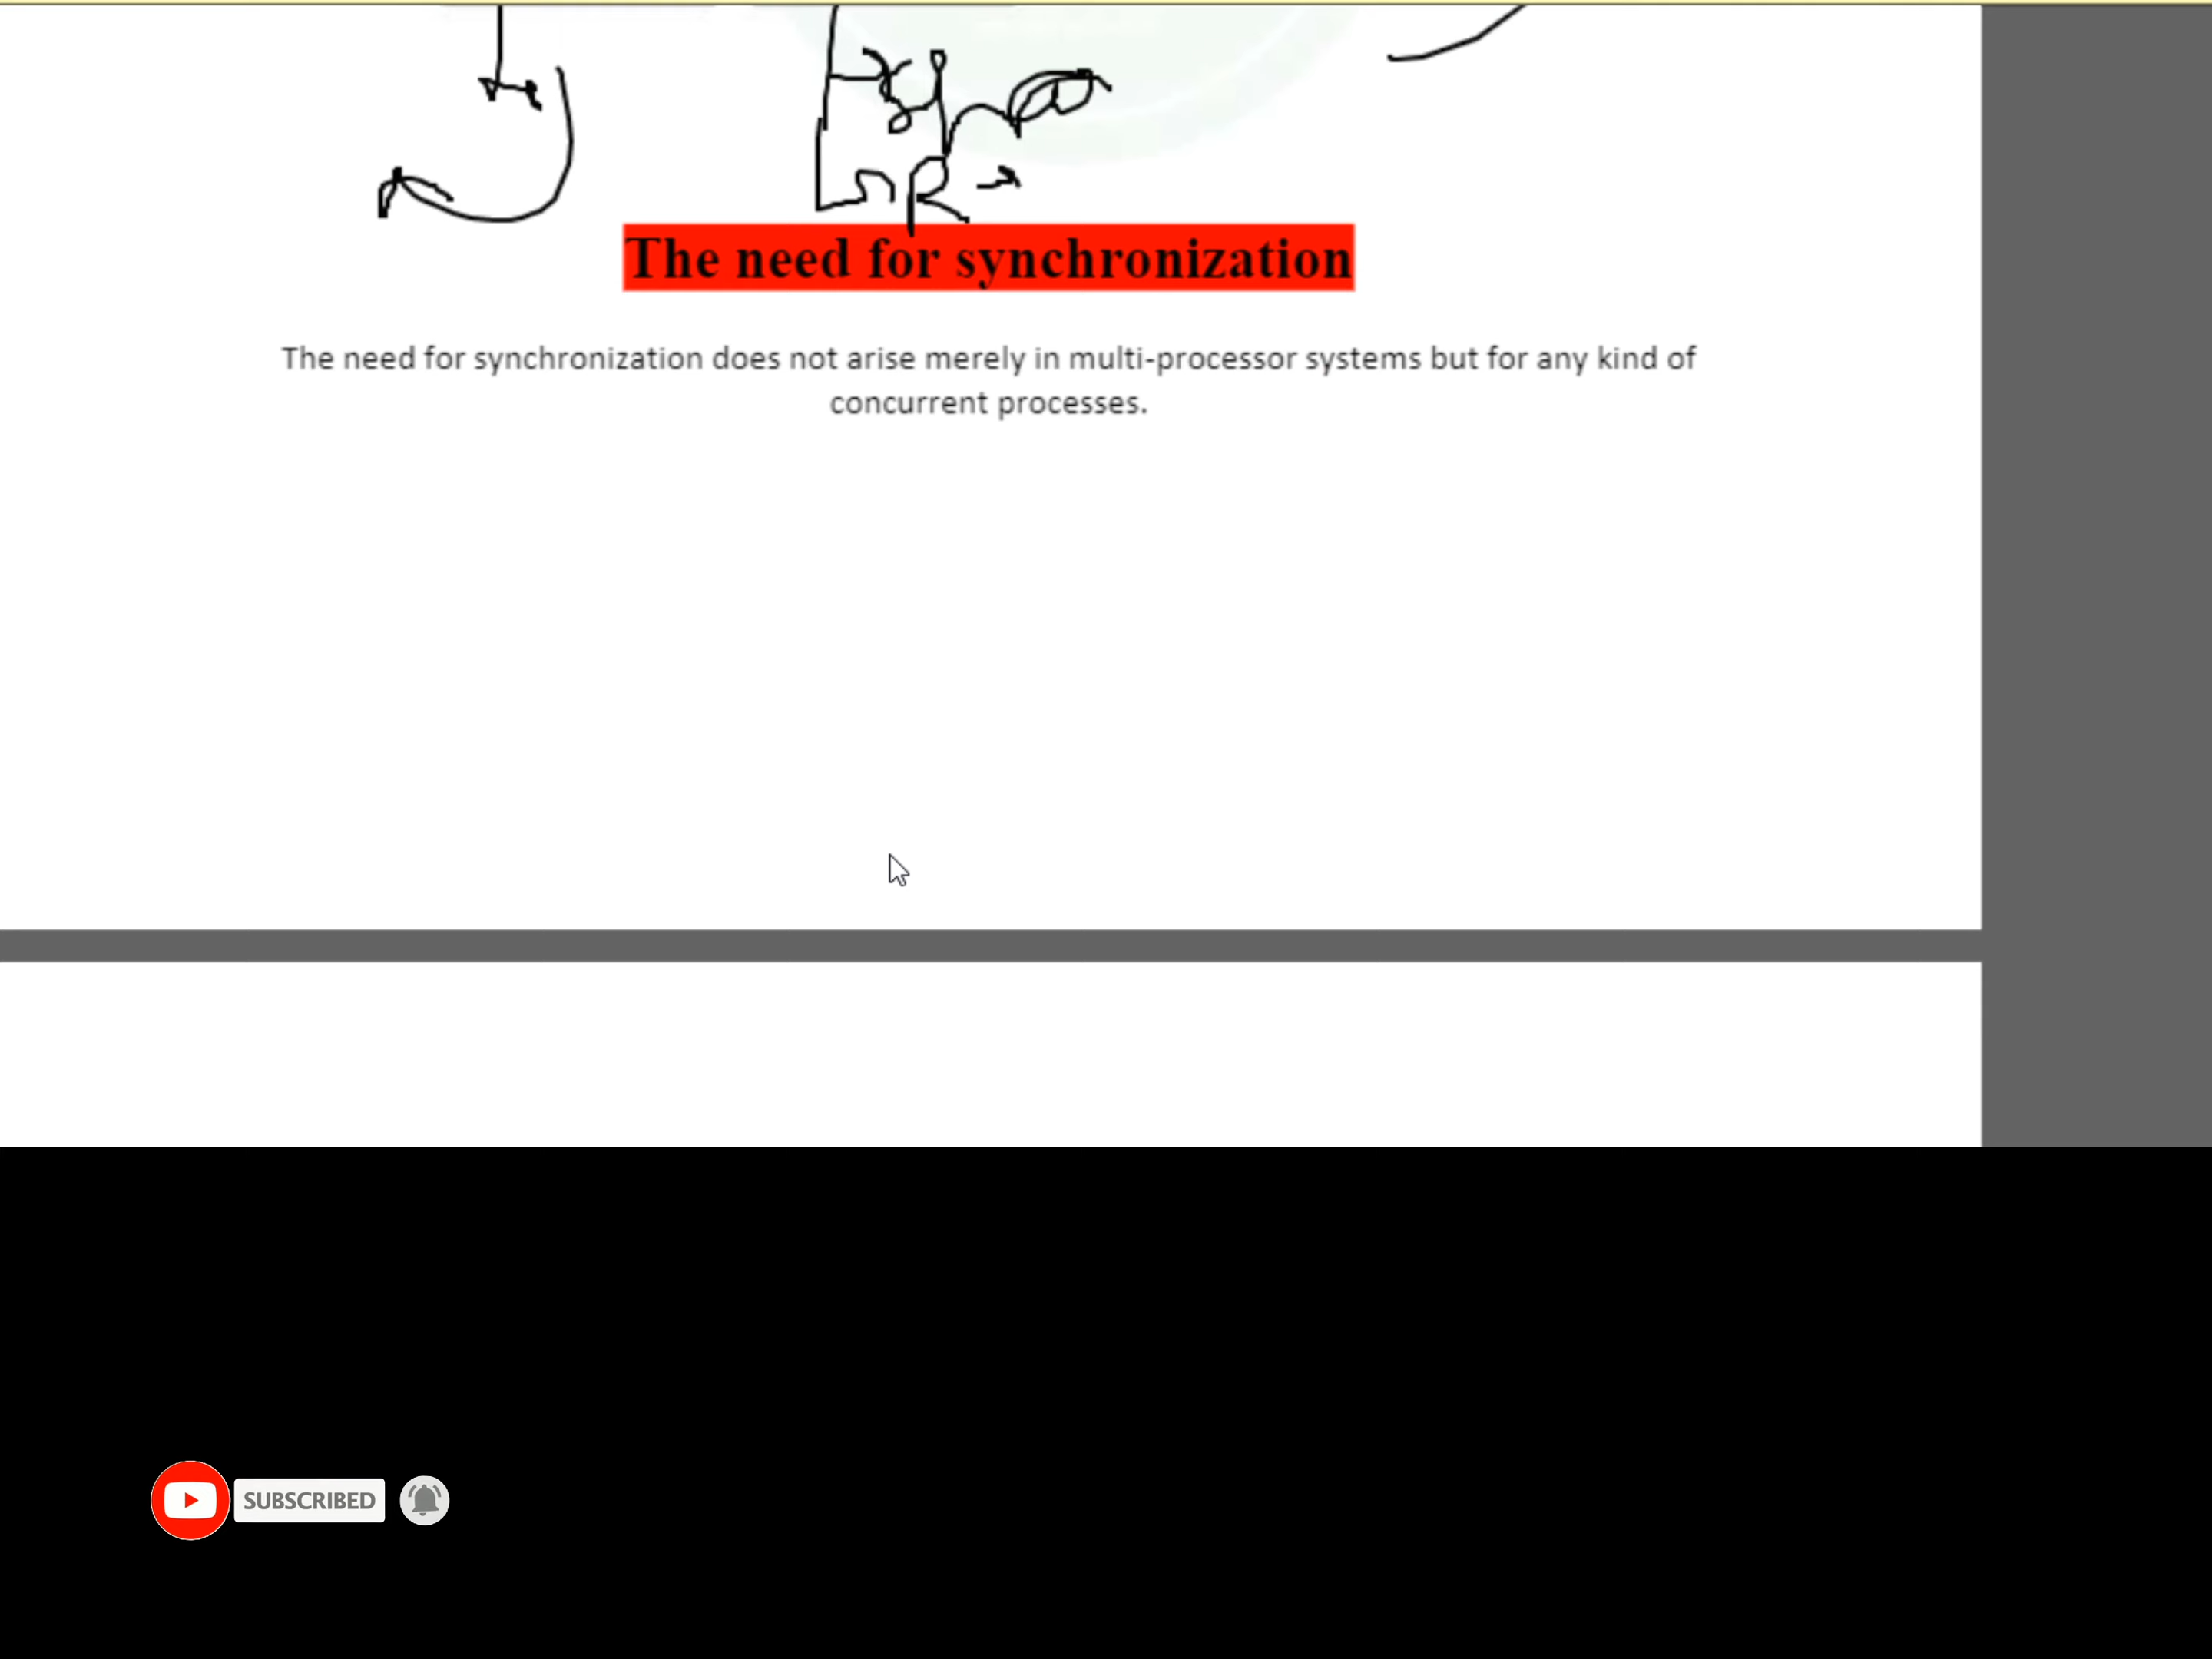 The need for synchronization
The need for synchronization does not arise merely in multi-processor systems but for any kind of
concurrent processes.
SUBSCRIBED